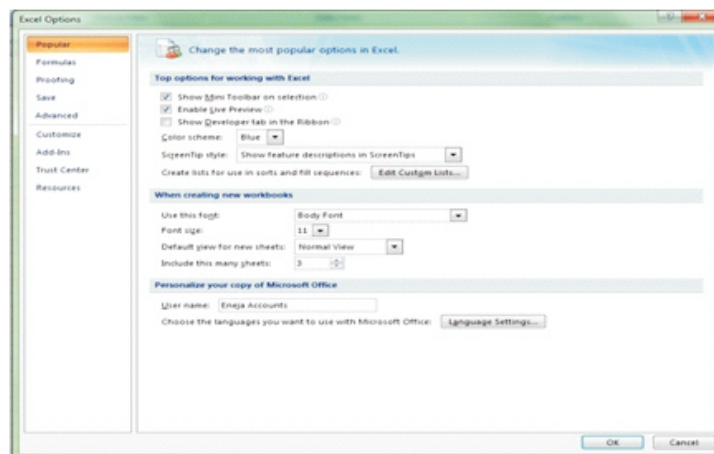 Excel Options
Popular
Formulas
Proofing
Save
Advanced
Customize
Add-Ins
Trust Center
Resources
Change the most popular options in Excel.
Top options for working with Excel
Show Mini Toolbar on selection
Enable Live Preview
Show Developer tab in the Ribbon
Color scheme: Blue
ScreenTip style: Show feature descriptions in ScreenTips
Create lists for use in sorts and fill sequences: Edit Custom Lists...
When creating new workbooks
Use this font: Body Font
Font size: 11
Default view for new sheets: Normal View
Include this many sheets: 3
Personalize your copy of Microsoft Office
User name: Eneja Accounts
Choose the languages you want to use with Microsoft Office: Language Settings...
OK Cancel